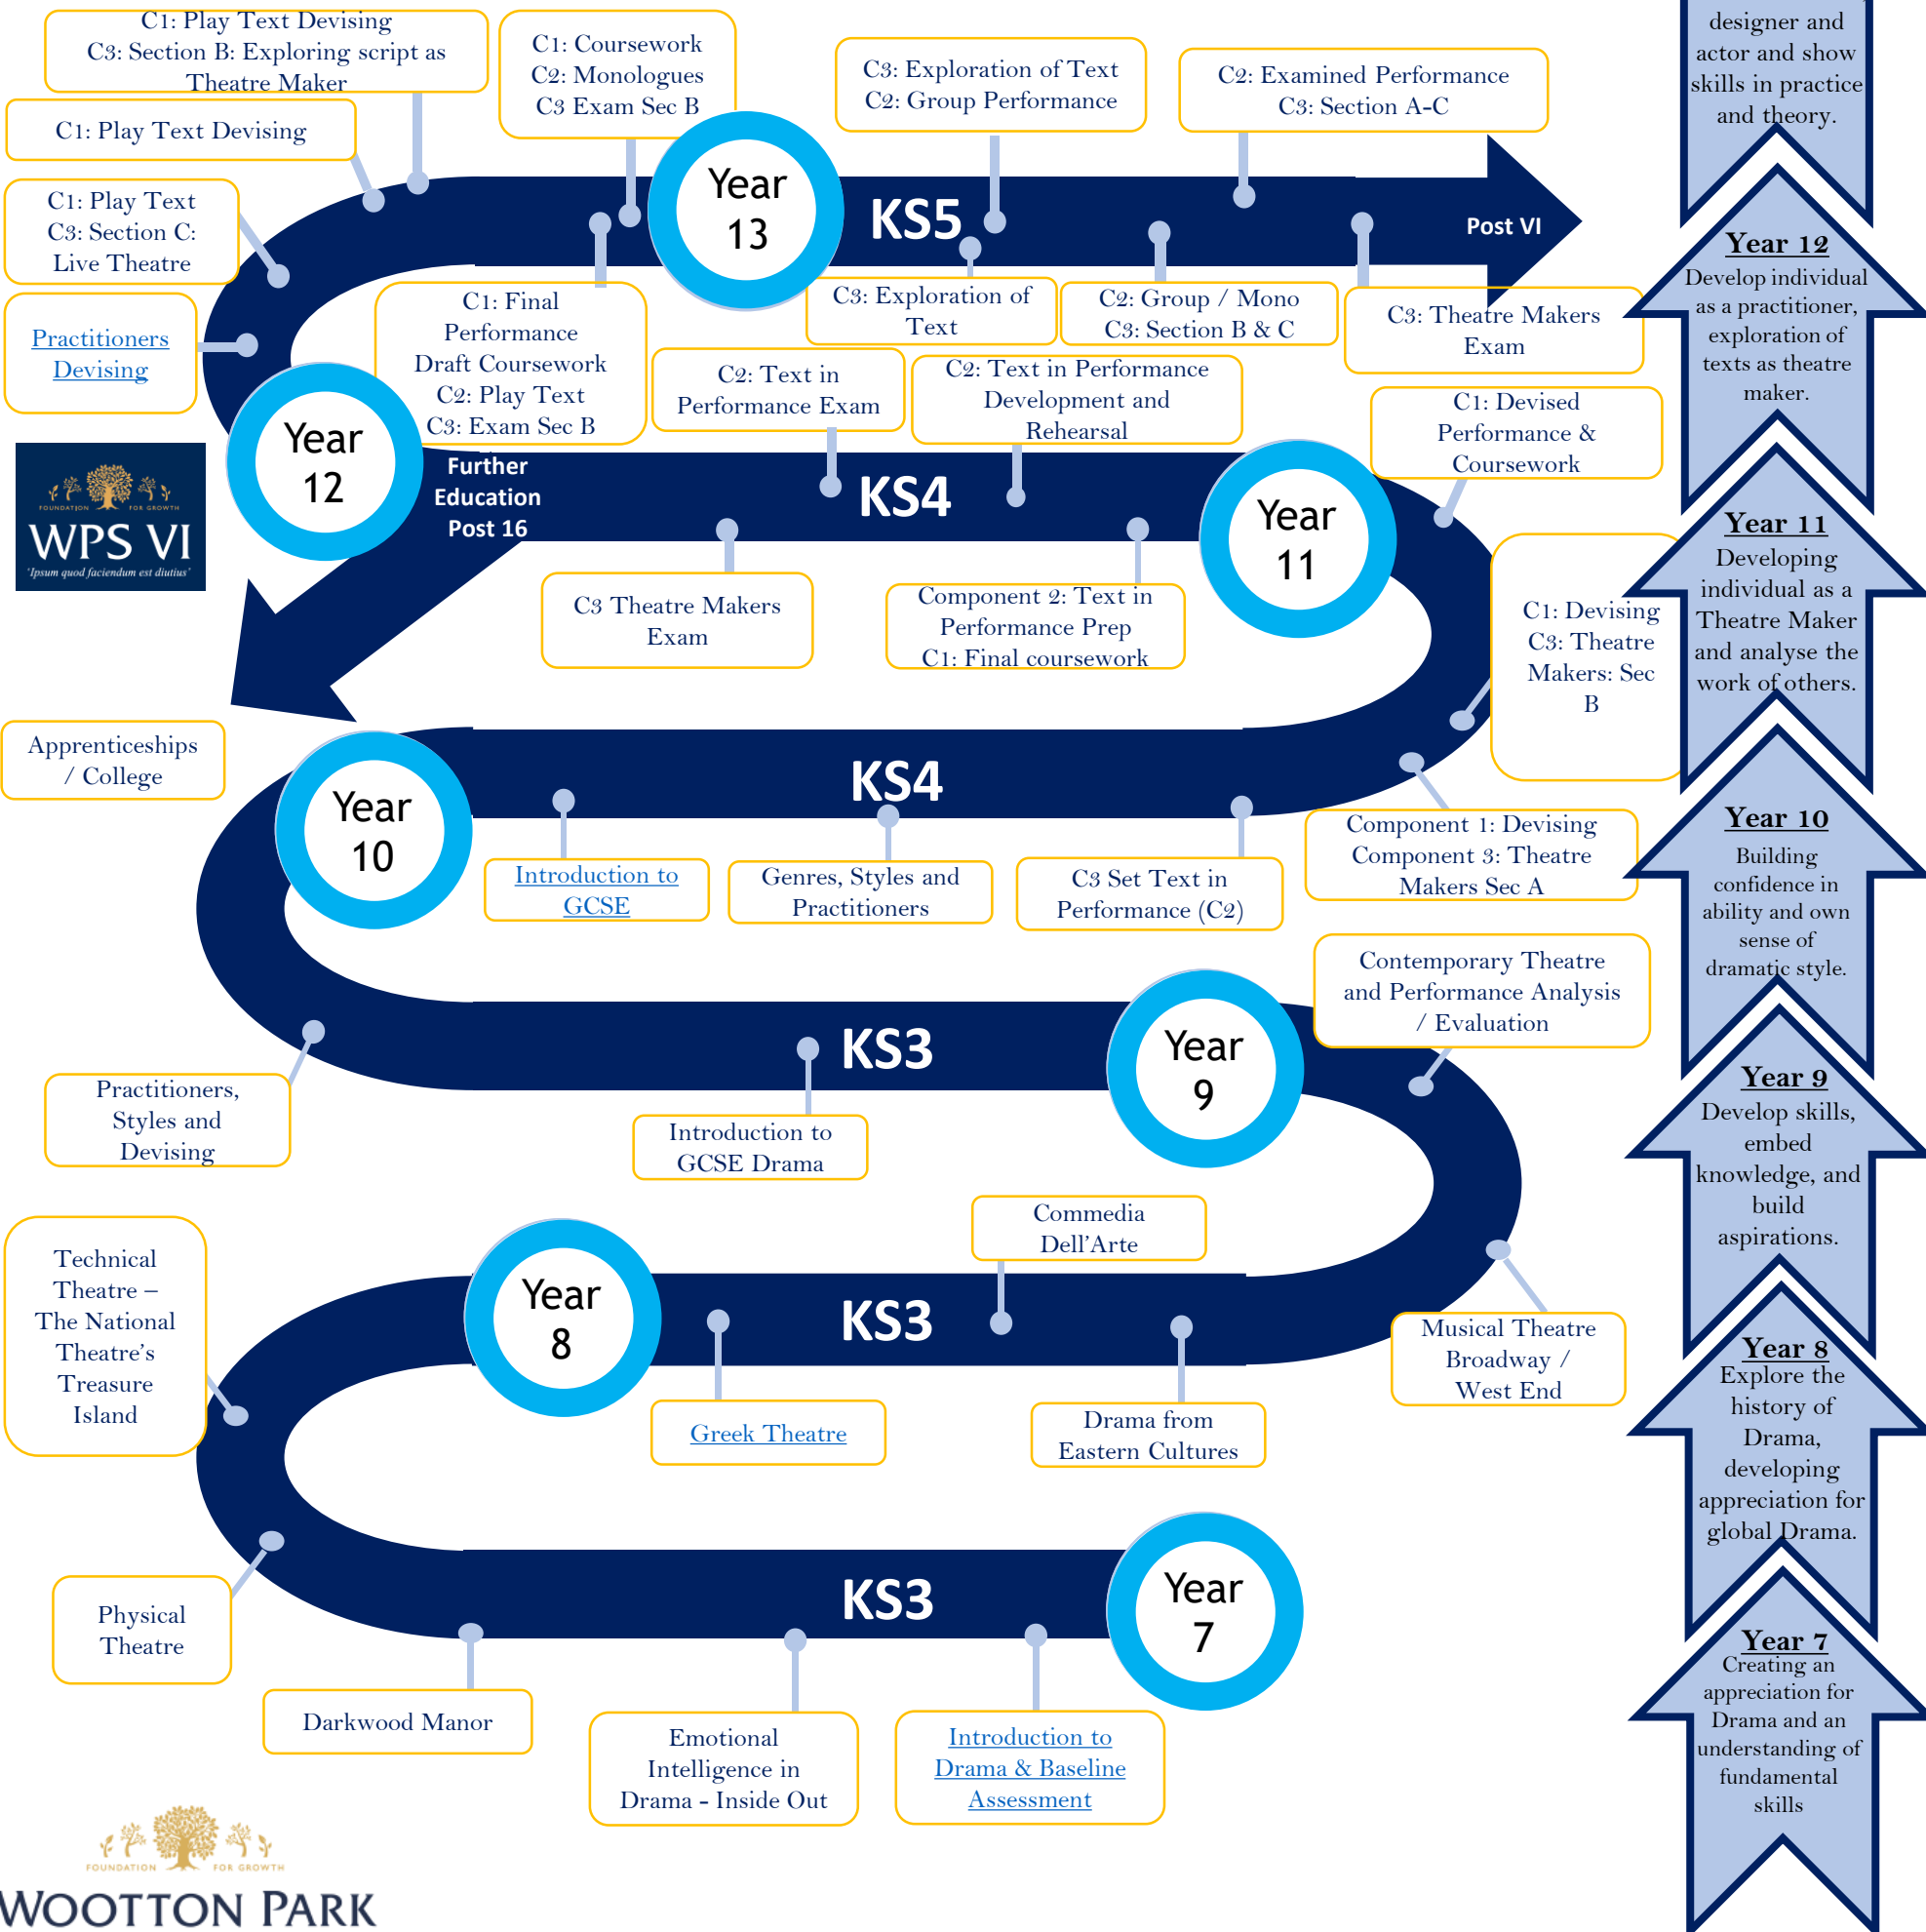 C1: Play Text Devising
C3: Section B: Exploring script as
Theatre Maker
C1: Coursework
C2: Monologues
C3 Exam Sec B
C3: Exploration of Text
C2: Group Performance
C2: Examined Performance
C3: Section A-C
C1: Play Text Devising
C1: Play Text
C3: Section C:
Live Theatre
Practitioners
Devising
Year
13
KS5
Post VI
C1: Final
Performance
Draft Coursework
C2: Play Text
C3: Exam Sec B
C3: Exploration of
Text
C2: Group / Mono
C3: Section B & C
C3: Theatre Makers
Exam
C2: Text in
Performance Exam
C2: Text in Performance
Development and
Rehearsal
C1: Devised
Performance &
Coursework
FOUNDATION FOR GROWTH
WPS VI
'Ipsum quod faciendum est diutius'
Year
12
Further
Education
Post 16
KS4
Year
11
C3 Theatre Makers
Exam
Component 2: Text in
Performance Prep
C1: Final coursework
C1: Devising
C3: Theatre
Makers: Sec
B
Apprenticeships
/ College
Year
10
KS4
Introduction to
GCSE
Genres, Styles and
Practitioners
C3 Set Text in
Performance (C2)
Component 1: Devising
Component 3: Theatre
Makers Sec A
Contemporary Theatre
and Performance Analysis
/ Evaluation
KS3
Year
9
Practitioners,
Styles and
Devising
Introduction to
GCSE Drama
Technical
Theatre –
The National
Theatre's
Treasure
Island
Year
8
KS3
Commedia
Dell'Arte
Greek Theatre
Drama from
Eastern Cultures
Musical Theatre
Broadway /
West End
Physical
Theatre
KS3
Year
7
Darkwood Manor
Emotional
Intelligence in
Drama - Inside Out
Introduction to
Drama & Baseline
Assessment
FOUNDATION FOR GROWTH
WOOTTON PARK
designer and
actor and show
skills in practice
and theory.
Year 12
Develop individual
as a practitioner,
exploration of
texts as theatre
maker.
Year 11
Developing
individual as a
Theatre Maker
and analyse the
work of others.
Year 10
Building
confidence in
ability and own
sense of
dramatic style.
Year 9
Develop skills,
embed
knowledge, and
build
aspirations.
Year 8
Explore the
history of
Drama,
developing
appreciation for
global Drama.
Year 7
Creating an
appreciation for
Drama and an
understanding of
fundamental
skills